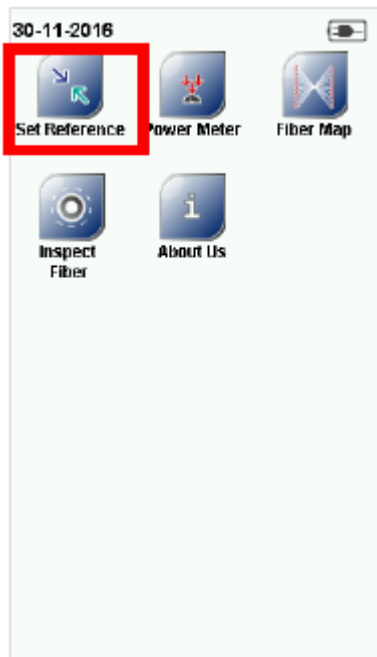 30-11-2016
Set Reference
Power Meter
Fiber Map
i
Inspect
Fiber
About Us